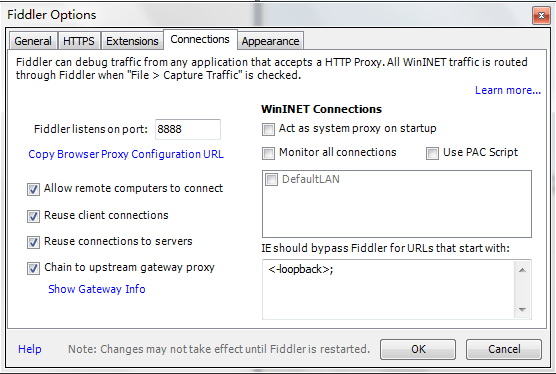 Fiddler Options
General HTTPS Extensions Connections Appearance
Fiddler can debug traffic from any application that accepts a HTTP Proxy. All WinINET traffic is routed
through Fiddler when "File > Capture Traffic" is checked.
Learn more...
Fiddler listens on port: 8888
Copy Browser Proxy Configuration URL
Allow remote computers to connect
Reuse client connections
Reuse connections to servers
Chain to upstream gateway proxy
Show Gateway Info
WinINET Connections
Act as system proxy on startup
Monitor all connections Use PAC Script
DefaultLAN
IE should bypass Fiddler for URLs that start with:
<-loopback>;
Help Note: Changes may not take effect until Fiddler is restarted. OK Cancel